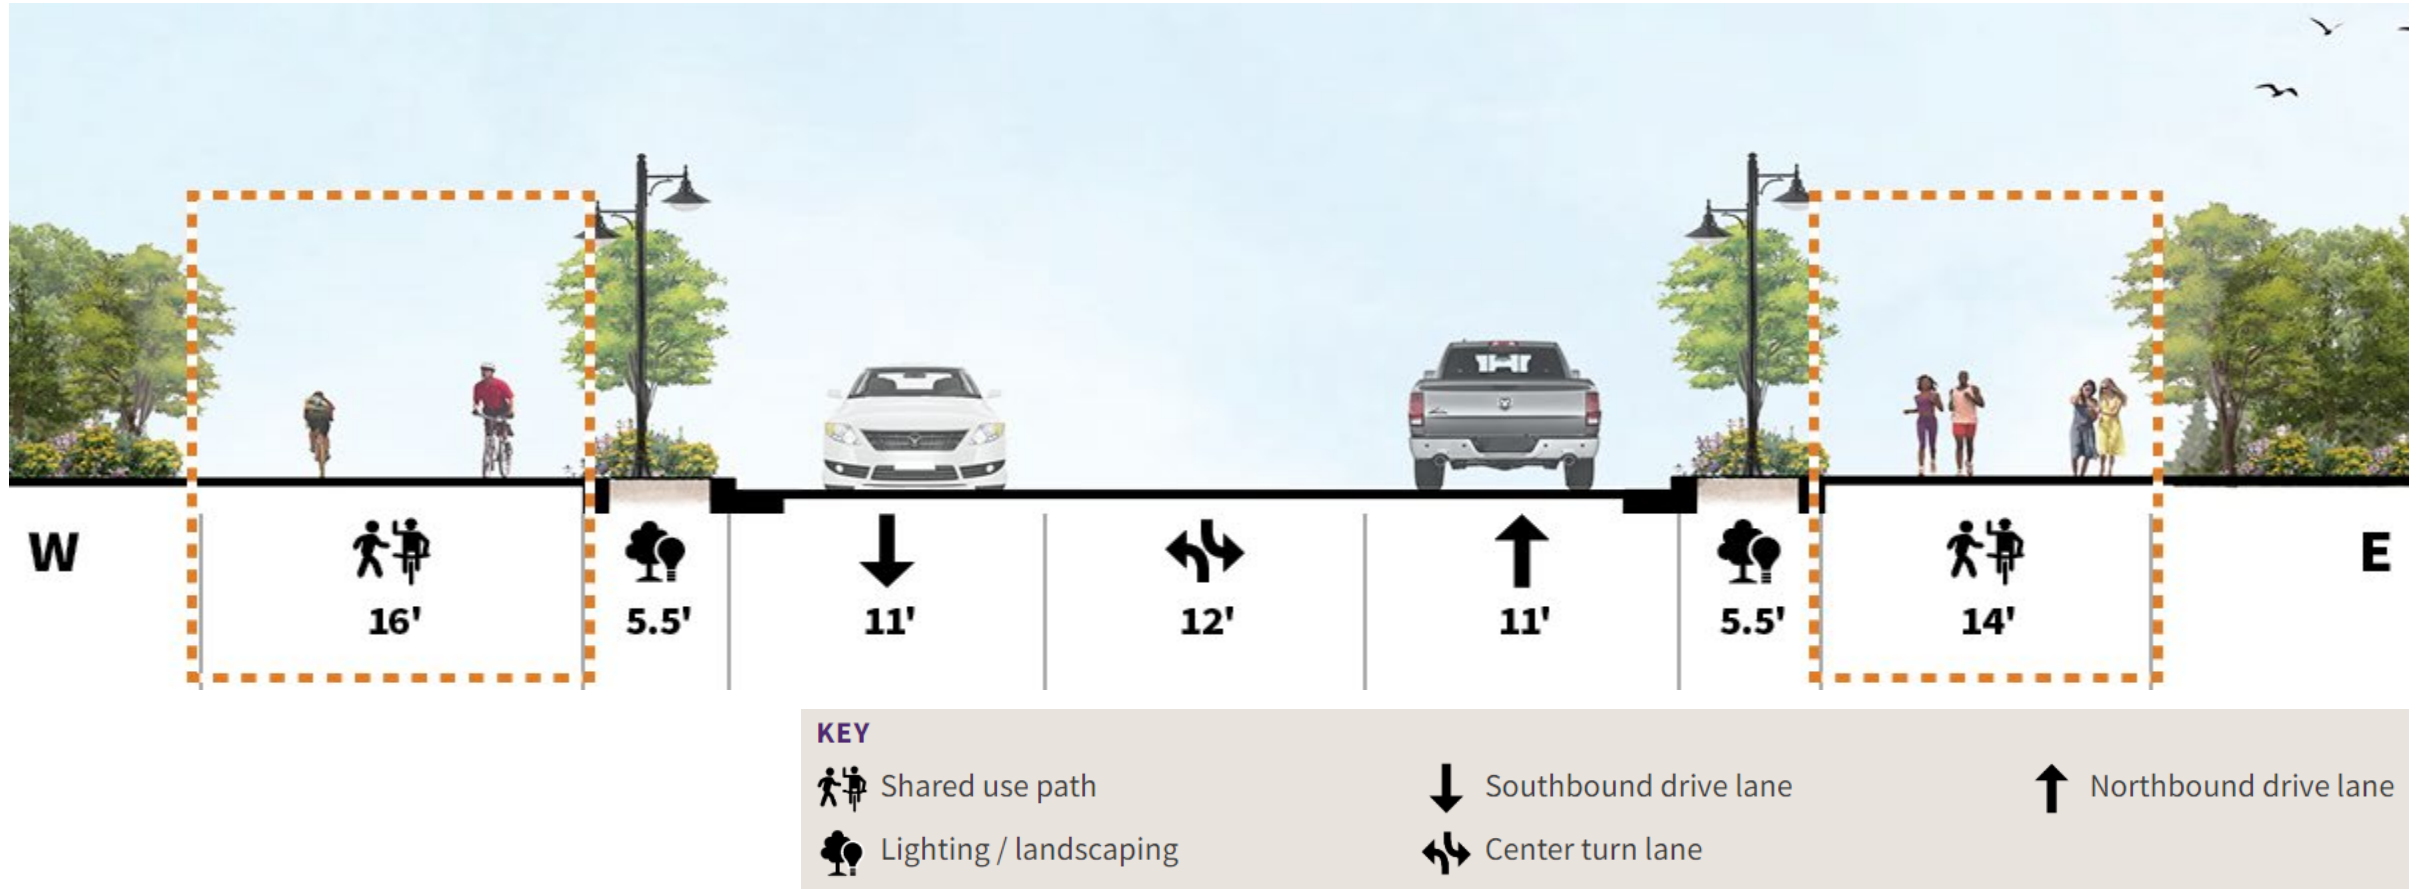 W
16'
5.5'
11'
12'
11'
5.5'
14'
E
KEY
Shared use path
Southbound drive lane
Northbound drive lane
Lighting / landscaping
Center turn lane